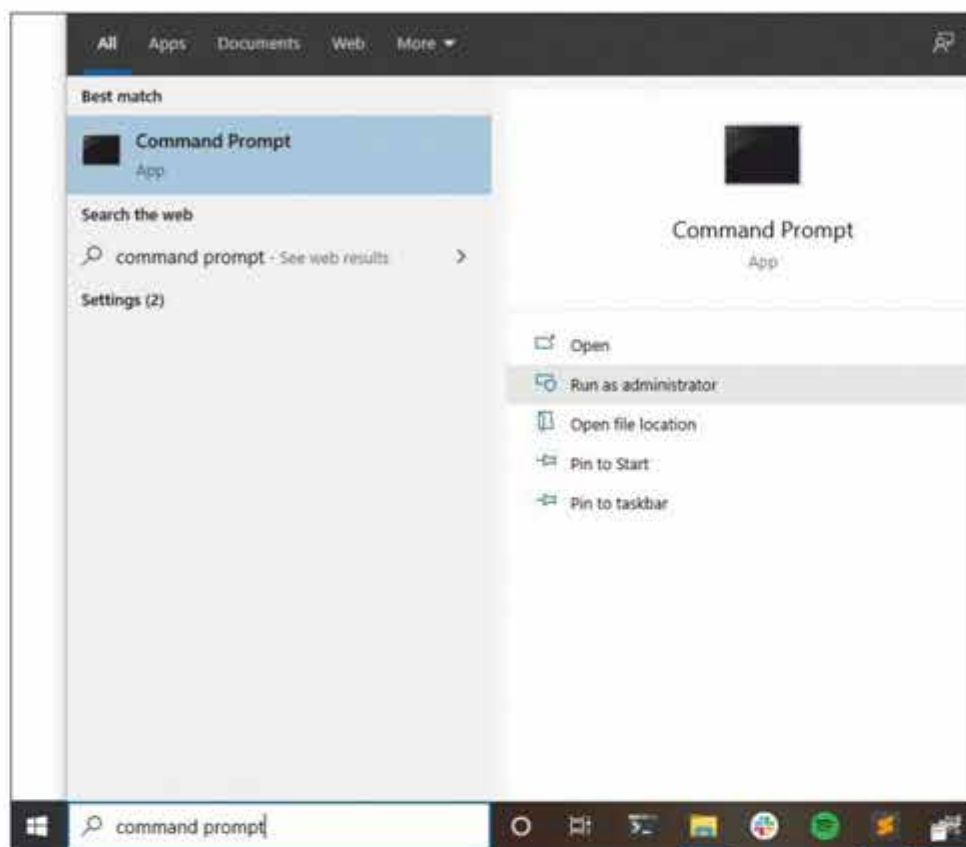 All Apps Documents Web More
Best match
Command Prompt
App
Search the web
command prompt - See web results
Settings (2)
Command Prompt
App
Open
Run as administrator
Open file location
Pin to Start
Pin to taskbar
command prompt